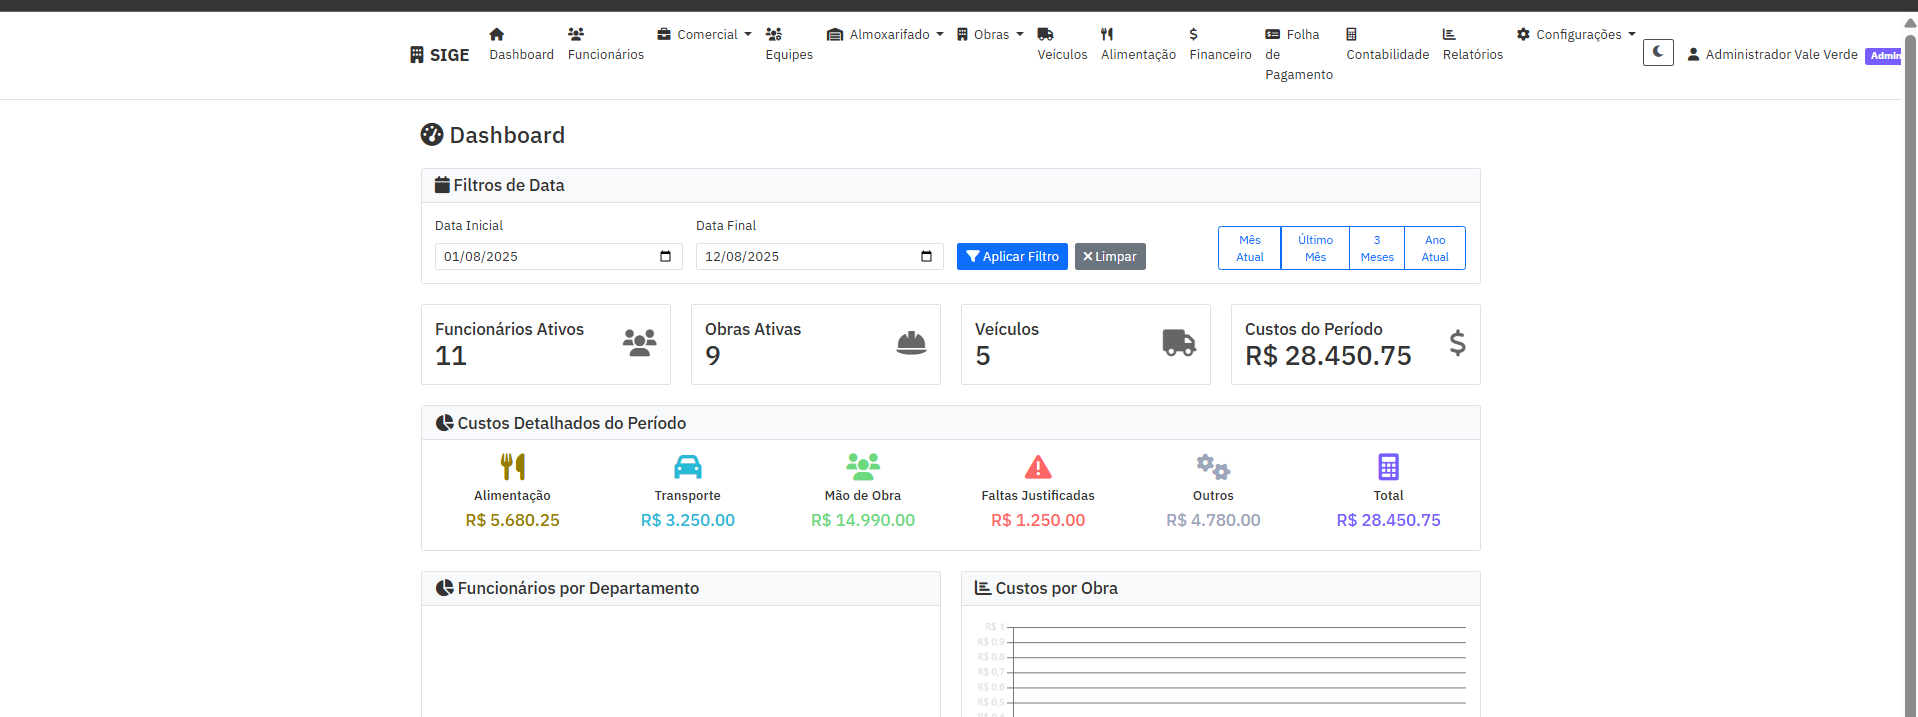 SIGE
Dashboard
Funcionários
Comercial
Equipes
Almoxarifado
Obras
Veículos
Alimentação
Financeiro
Folha
de
Pagamento
Contabilidade
Relatórios
Configurações
Administrador Vale Verde
Admin
Dashboard
Filtros de Data
Data Inicial
Data Final
01/08/2025
12/08/2025
Aplicar Filtro
Limpar
Mês
Atual
Último
Mês
3
Meses
Ano
Atual
Funcionários Ativos
11
Obras Ativas
9
Veículos
5
Custos do Período
R$ 28.450.75
Custos Detalhados do Período
Alimentação
R$ 5.680.25
Transporte
R$ 3.250.00
Mão de Obra
R$ 14.990.00
Faltas Justificadas
R$ 1.250.00
Outros
R$ 4.780.00
Total
R$ 28.450.75
Funcionários por Departamento
Custos por Obra
R$ 1
R$ 0,9
R$ 0,8
R$ 0,7
R$ 0,6
R$ 0,5